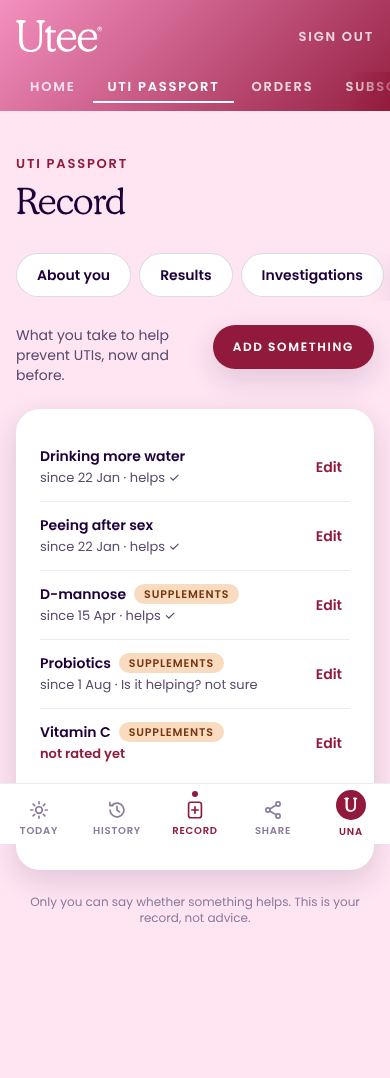 Utee®
SIGN OUT
HOME
UTI PASSPORT
ORDERS
UTI PASSPORT
Record
About you
Results
Investigations
What you take to help
prevent UTIs, now and
before.
ADD SOMETHING
Drinking more water
since 22 Jan · helps ✓
Edit
Peeing after sex
since 22 Jan · helps ✓
Edit
D-mannose SUPPLEMENTS
since 15 Apr · helps ✓
Edit
Probiotics SUPPLEMENTS
since 1 Aug · Is it helping? not sure
Edit
Vitamin C SUPPLEMENTS
not rated yet
Edit
TODAY
HISTORY
RECORD
SHARE
U
UNA
Only you can say whether something helps. This is your
record, not advice.